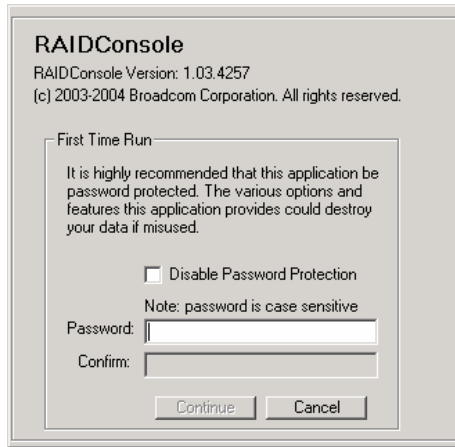 RAIDConsole
RAIDConsole Version: 1.03.4257
(c) 2003-2004 Broadcom Corporation. All rights reserved.
First Time Run
It is highly recommended that this application be
password protected. The various options and
features this application provides could destroy
your data if misused.
Disable Password Protection
Note: password is case sensitive
Password:
Confirm:
Continue Cancel